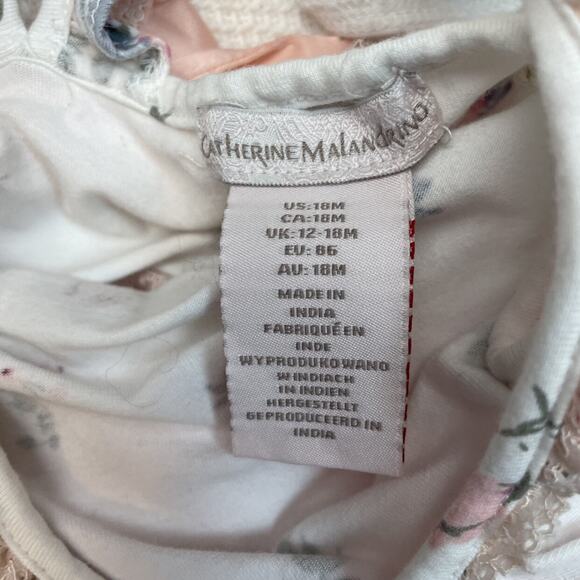 CATHERINE MALANDRINO
US: 18M
CA: 18M
UK: 12-18M
EU: 86
AU: 18M
MADE IN
INDIA
FABRIQUÉ EN
INDE
WYPRODUKOWANO
W INDIACH
IN INDIEN
HERGESTELLT
GEPRODUCEERD IN
INDIA